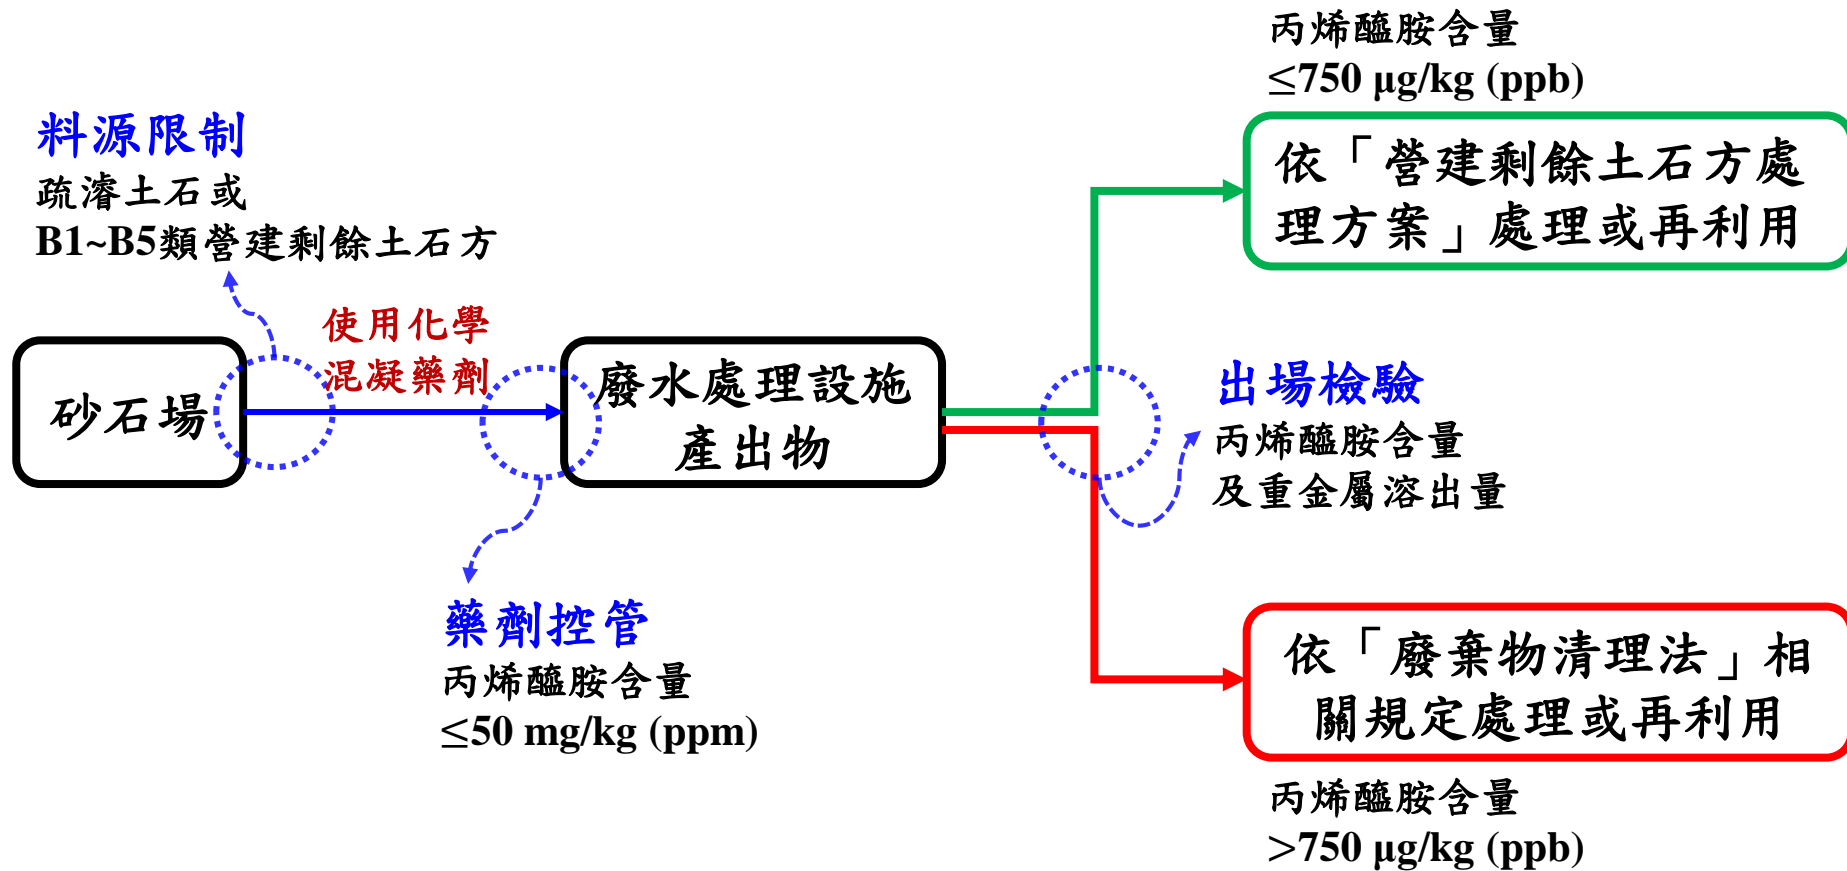 料源限制
疏濬土石或
B1~B5類營建剩餘土石方
砂石場
使用化學
混凝藥劑
廢水處理設施
產出物
藥劑控管
丙烯醯胺含量
≤50 mg/kg (ppm)
出場檢驗
丙烯醯胺含量
及重金屬溶出量
丙烯醯胺含量
≤750 μg/kg (ppb)
依「營建剩餘土石方處
理方案」處理或再利用
依「廢棄物清理法」相
關規定處理或再利用
丙烯醯胺含量
>750 μg/kg (ppb)